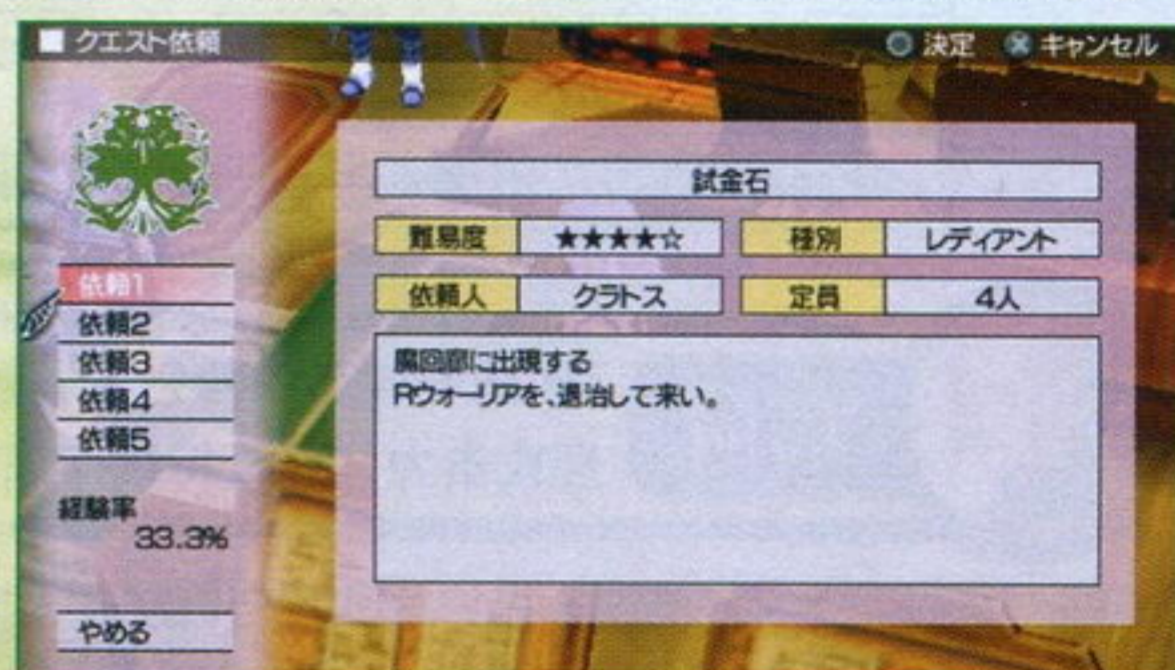 クエスト依頼
決定 キャンセル
試金石
難易度 ★★★★☆ 種別 レディアント
依頼人 クラトス 定員 4人
魔回廊に出現する
Rウォーリアを、退治して来い。
依頼1
依頼2
依頼3
依頼4
依頼5
経験率
33.3%
やめる